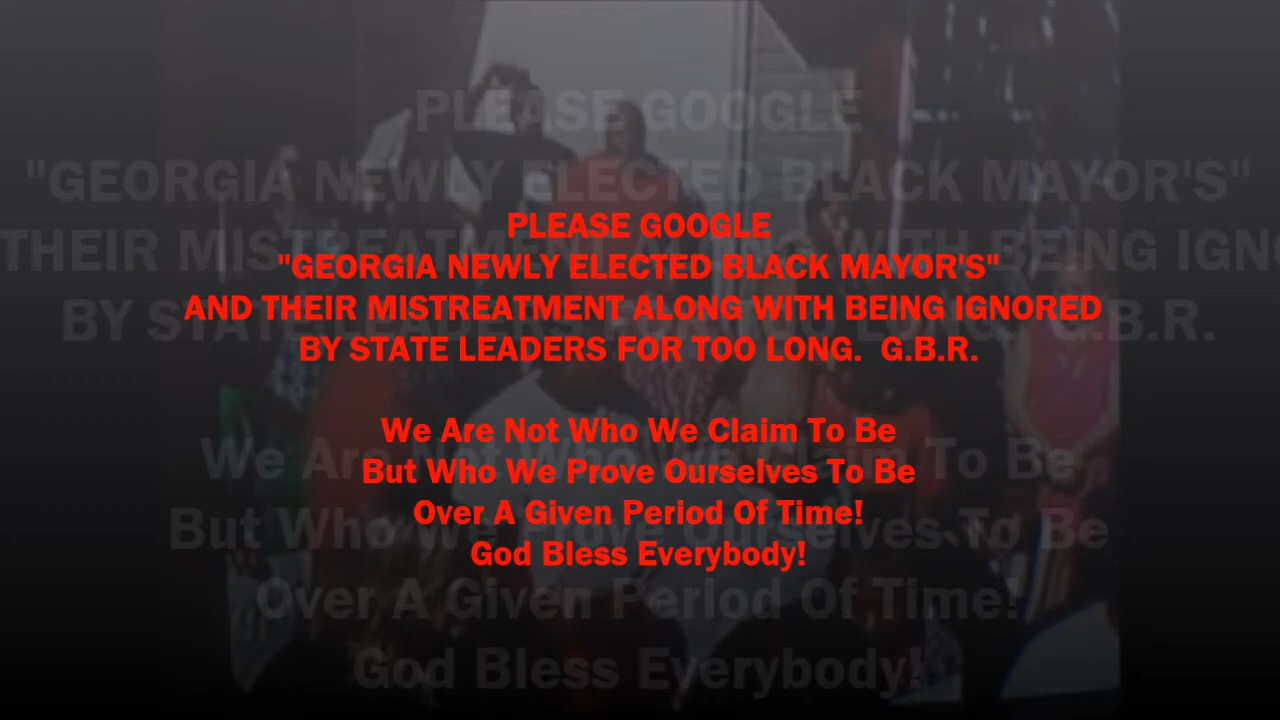 PLEASE GOOGLE
"GEORGIA NEWLY ELECTED BLACK MAYOR'S"
AND THEIR MISTREATMENT ALONG WITH BEING IGNORED
BY STATE LEADERS FOR TOO LONG.  G.B.R.
We Are Not Who We Claim To Be
But Who We Prove Ourselves To Be
Over A Given Period Of Time!
God Bless Everybody!